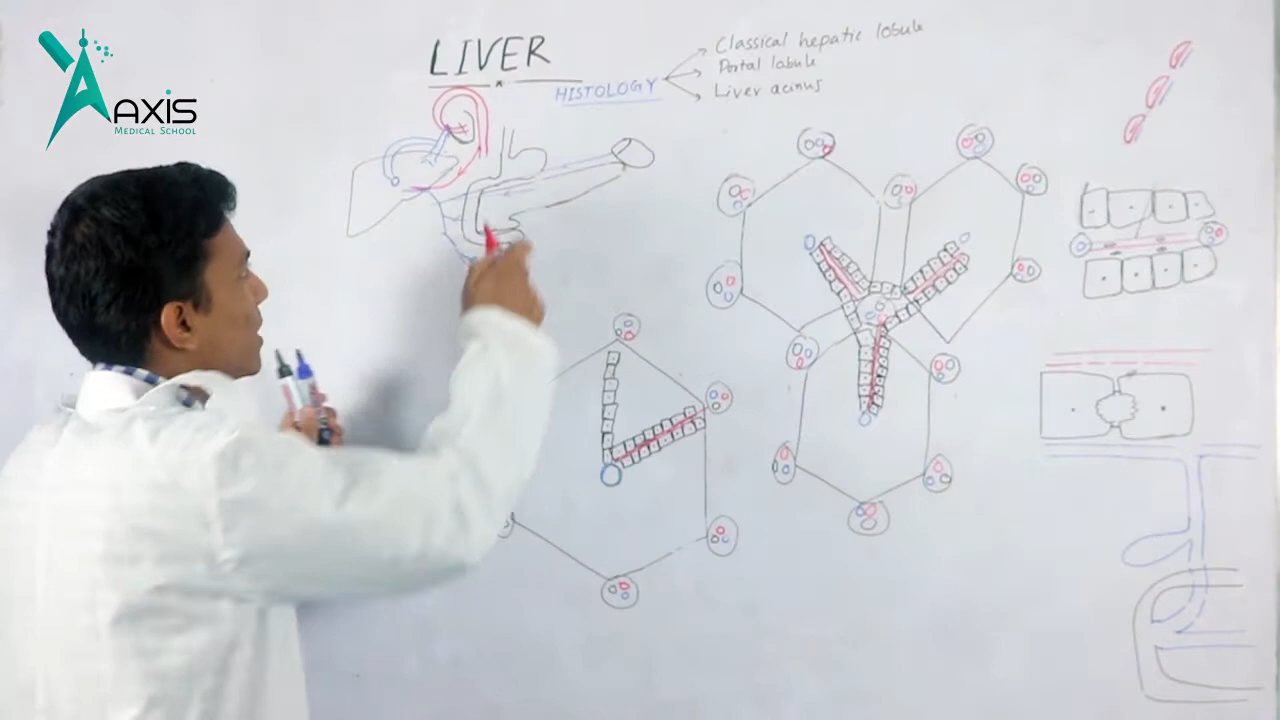 AXIS
MEDICAL SCHOOL
LIVER
HISTOLOGY
Classical hepatic lobule
Portal lobule
Liver acinus